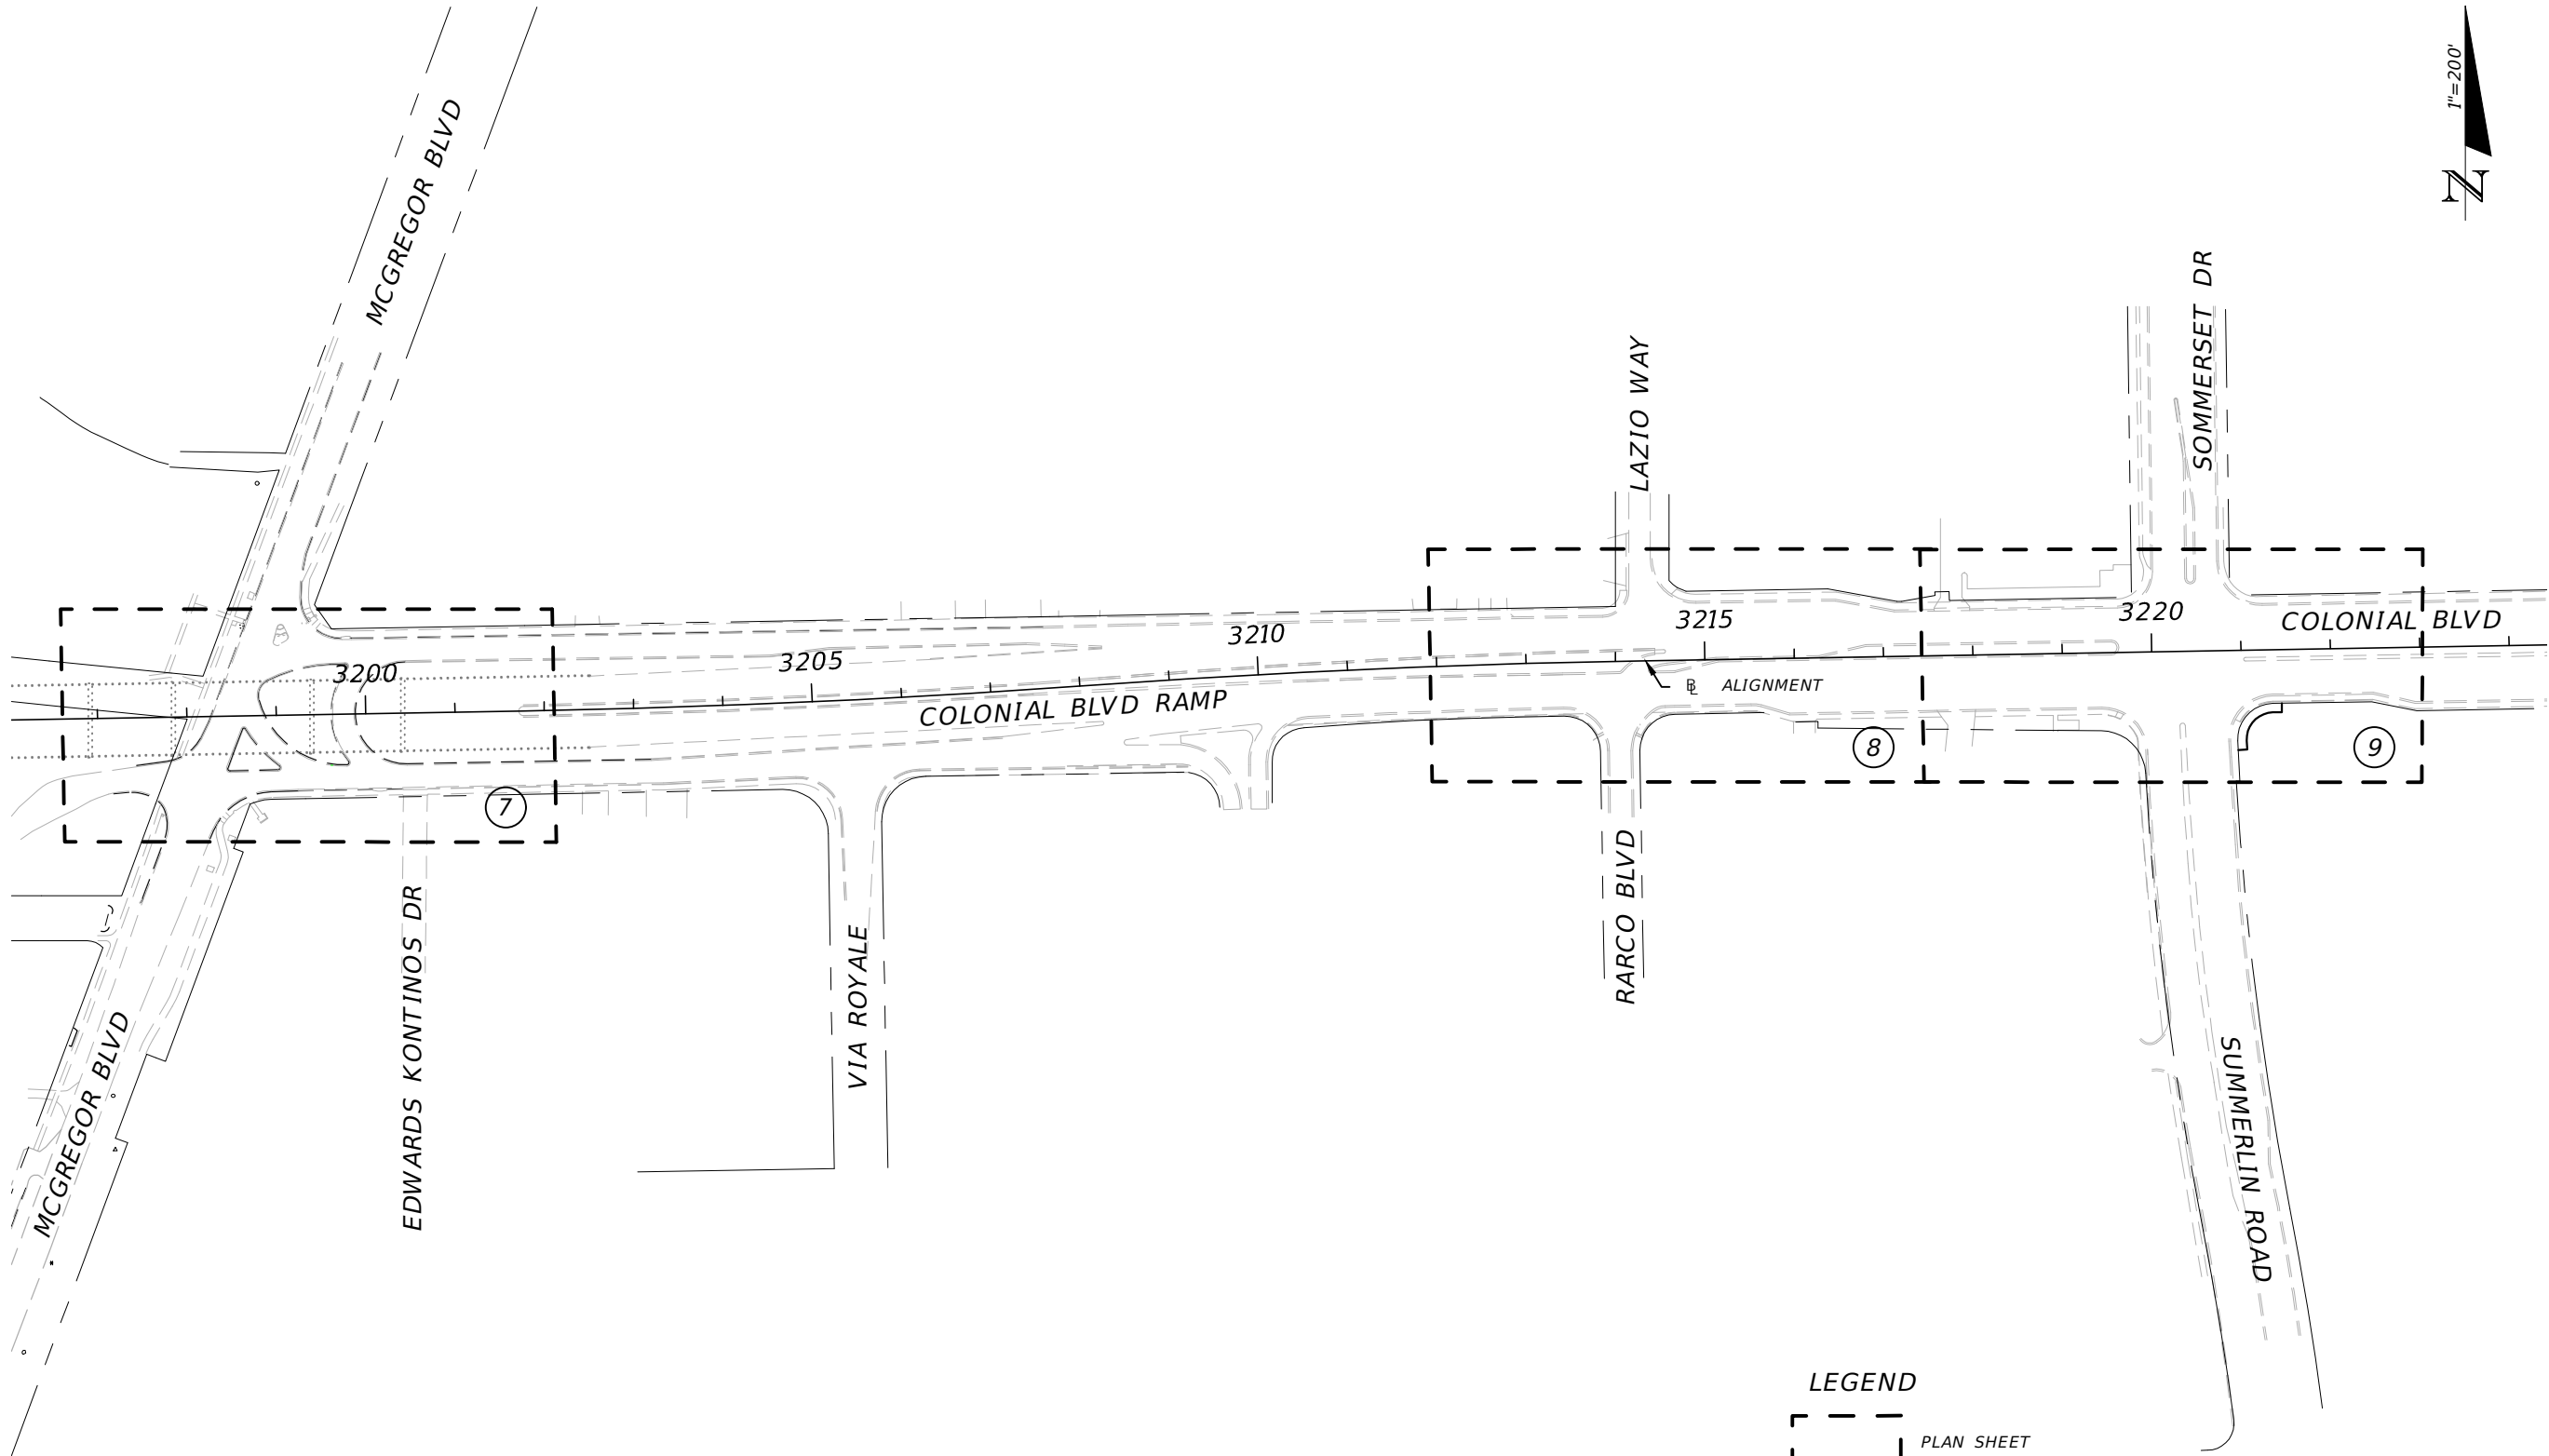 1"=200'
N
MCGREGOR BLVD
SOMMERSET DR
LAZIO WAY
3200
3205
3210
3215
3220
COLONIAL BLVD
COLONIAL BLVD RAMP
BL ALIGNMENT
7
8
9
EDWARDS KONTINOS DR
VIA ROYALE
RARCO BLVD
MCGREGOR BLVD
SUMMERLIN ROAD
LEGEND
PLAN SHEET